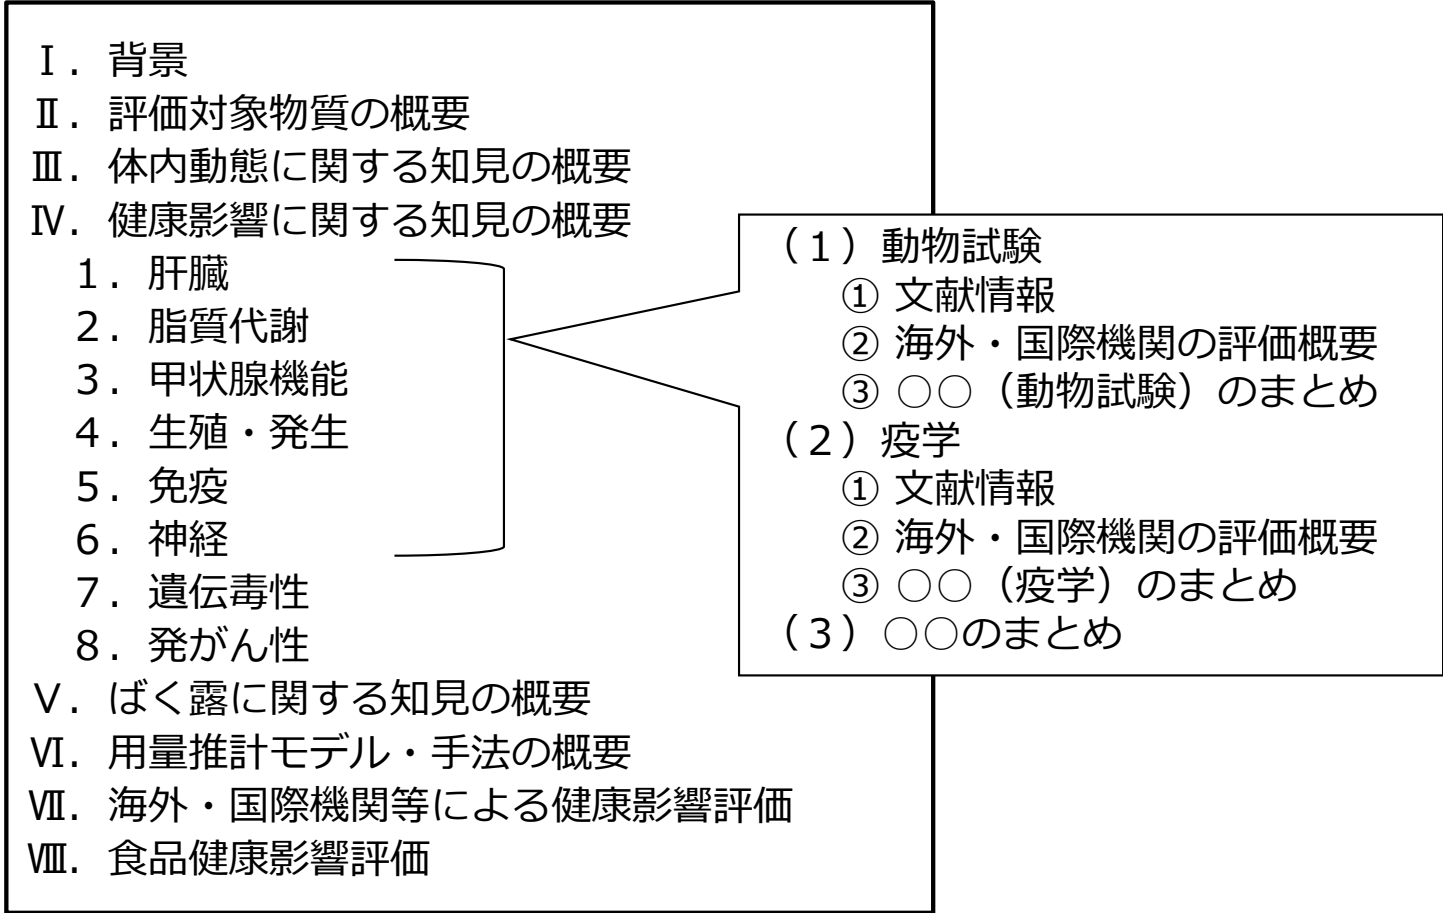 Ⅰ．背景
Ⅱ．評価対象物質の概要
Ⅲ．体内動態に関する知見の概要
Ⅳ．健康影響に関する知見の概要
１．肝臓
２．脂質代謝
３．甲状腺機能
４．生殖・発生
５．免疫
６．神経
７．遺伝毒性
８．発がん性
Ⅴ．ばく露に関する知見の概要
Ⅵ．用量推計モデル・手法の概要
Ⅶ．海外・国際機関等による健康影響評価
Ⅷ．食品健康影響評価
（１）動物試験
① 文献情報
② 海外・国際機関の評価概要
③ ○○（動物試験）のまとめ
（２）疫学
① 文献情報
② 海外・国際機関の評価概要
③ ○○（疫学）のまとめ
（３）○○のまとめ